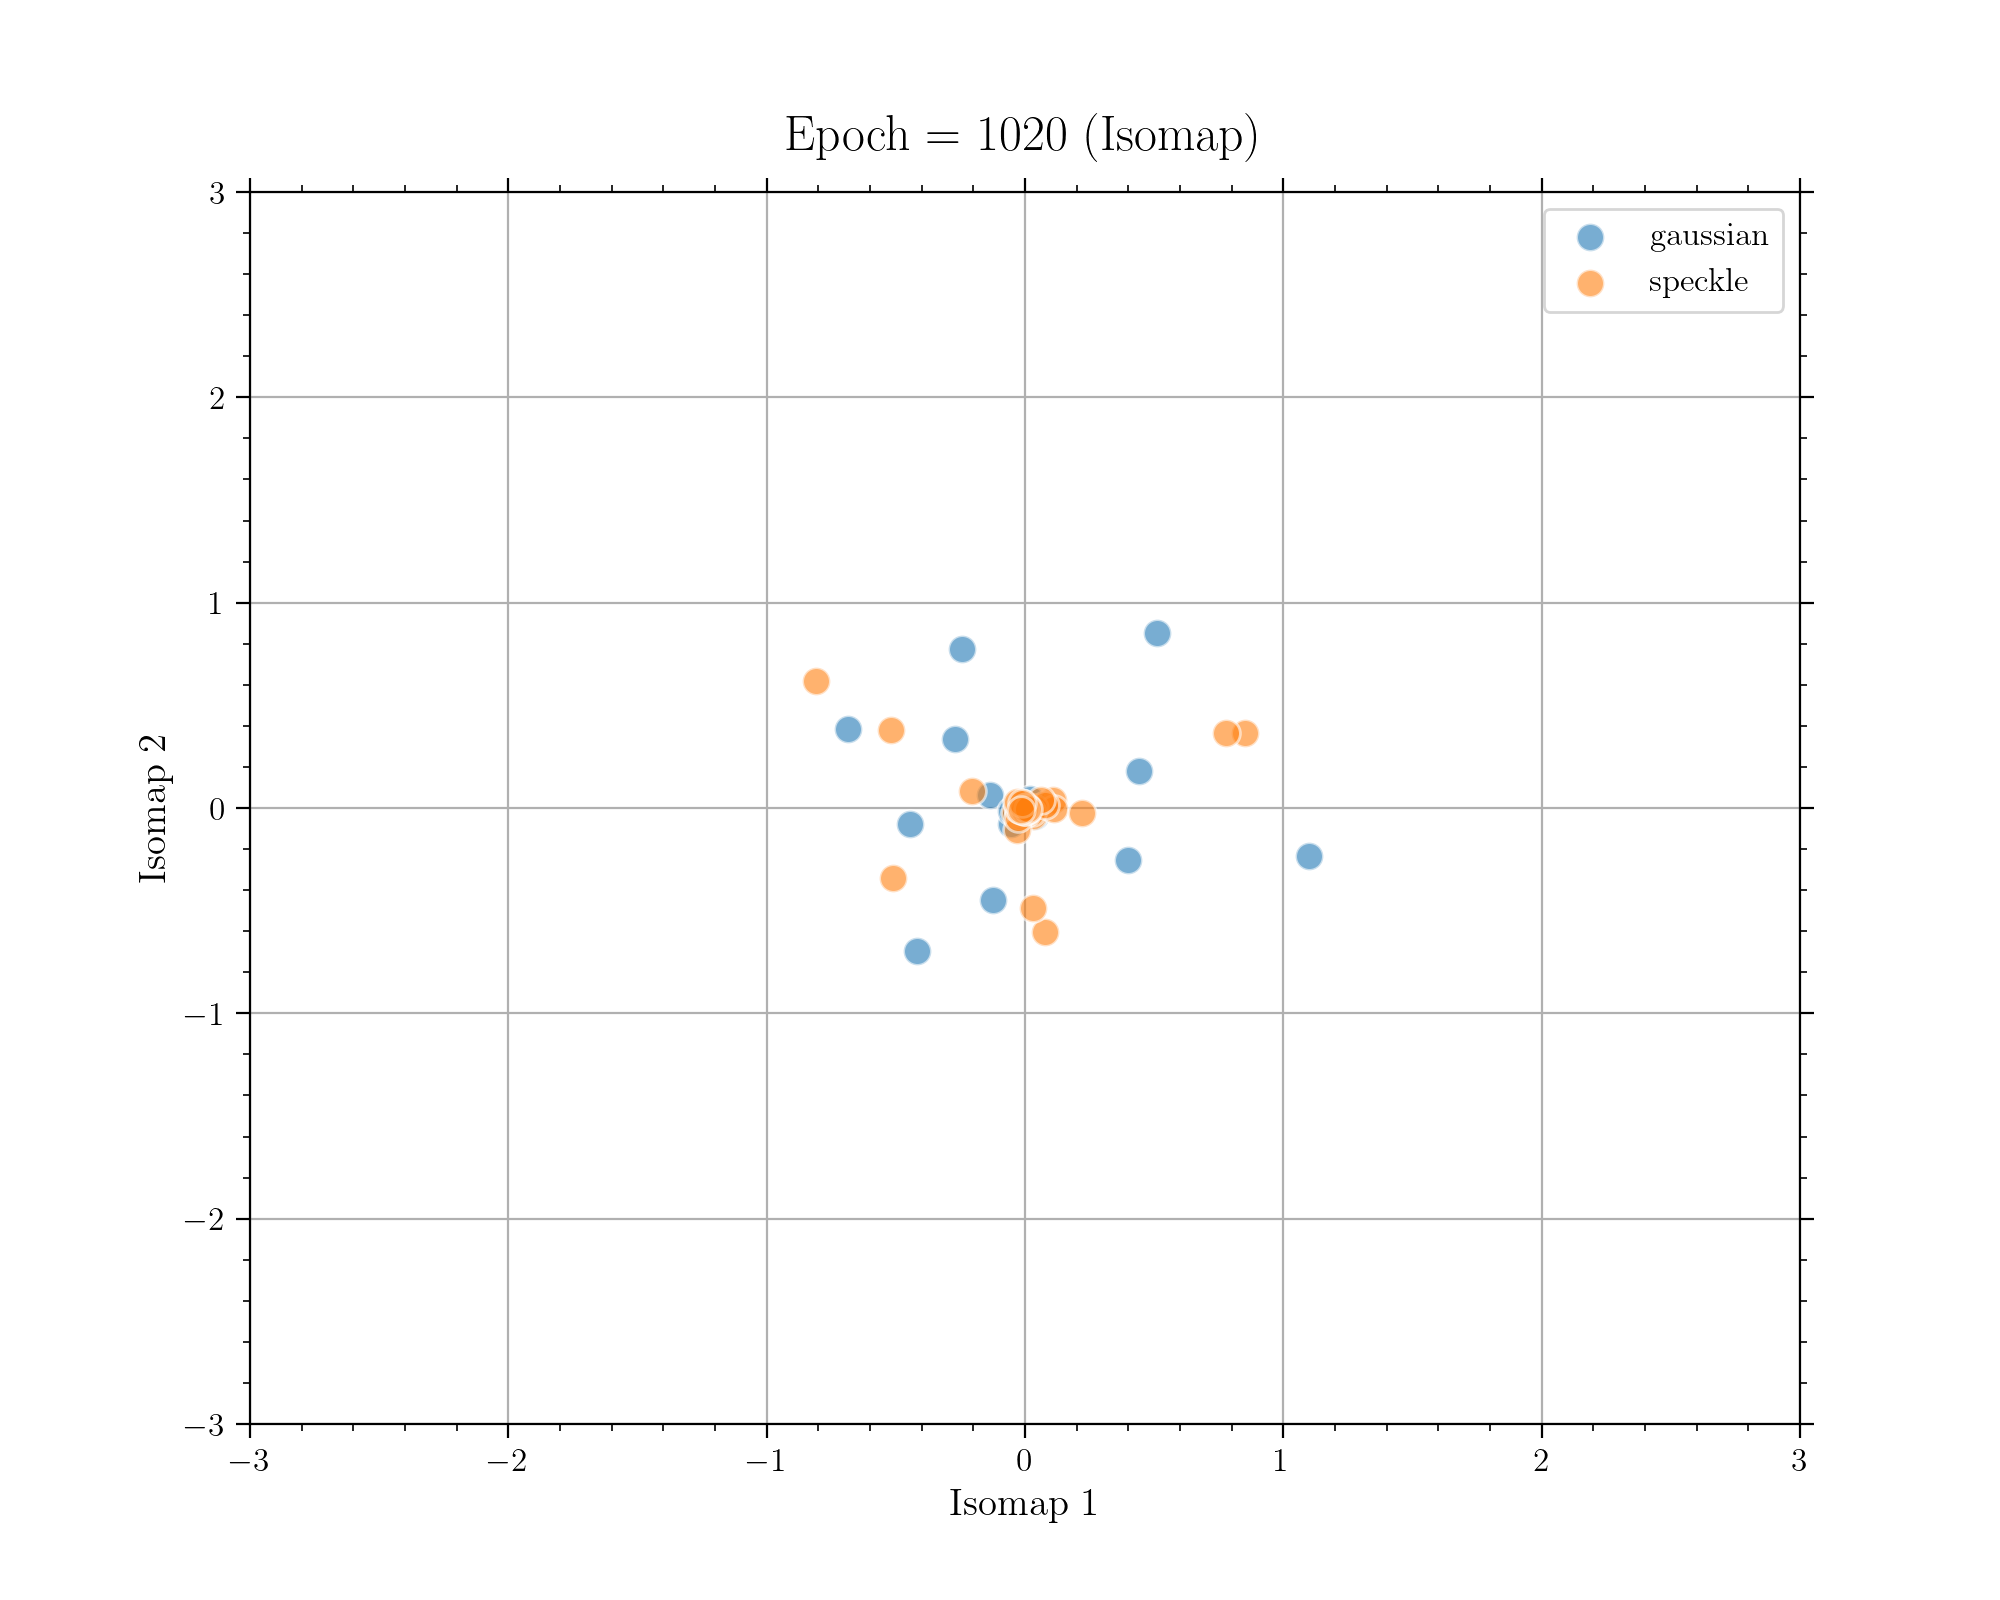 Epoch = 1020 (Isomap)
gaussian
speckle
3
2
1
0
−1
−2
−3
Isomap 2
−3
−2
−1
0
1
2
3
Isomap 1